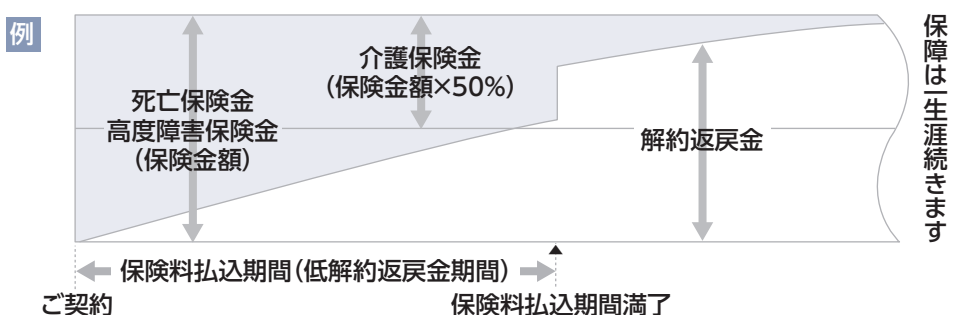 例
死亡保険金
高度障害保険金
（保険金額）
介護保険金
（保険金額×50%）
解約返戻金
保障は一生涯続きます
保険料払込期間（低解約返戻金期間）
ご契約
保険料払込期間満了